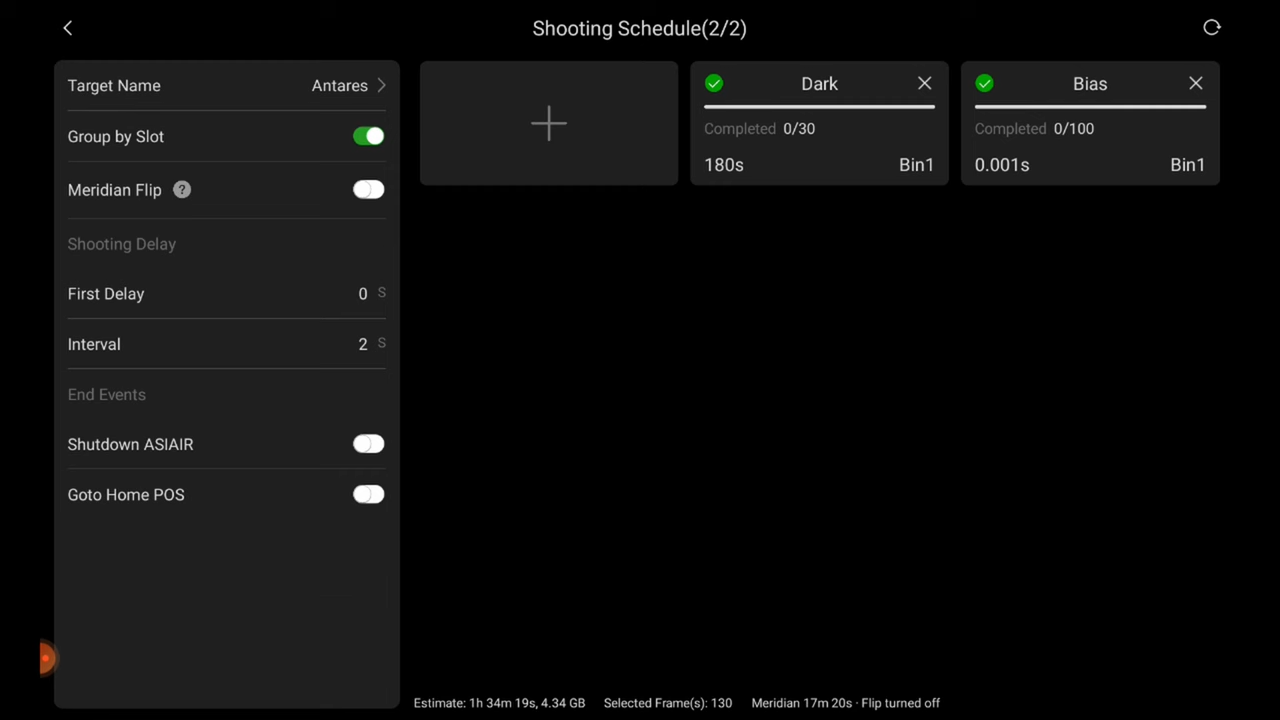 Shooting Schedule(2/2)
Target Name Antares
Group by Slot
Meridian Flip ?
Shooting Delay
First Delay 0 S
Interval 2 S
End Events
Shutdown ASIAIR
Goto Home POS
Dark
Completed 0/30
180s Bin1
Bias
Completed 0/100
0.001s Bin1
Estimate: 1h 34m 19s, 4.34 GB Selected Frame(s): 130 Meridian 17m 20s · Flip turned off